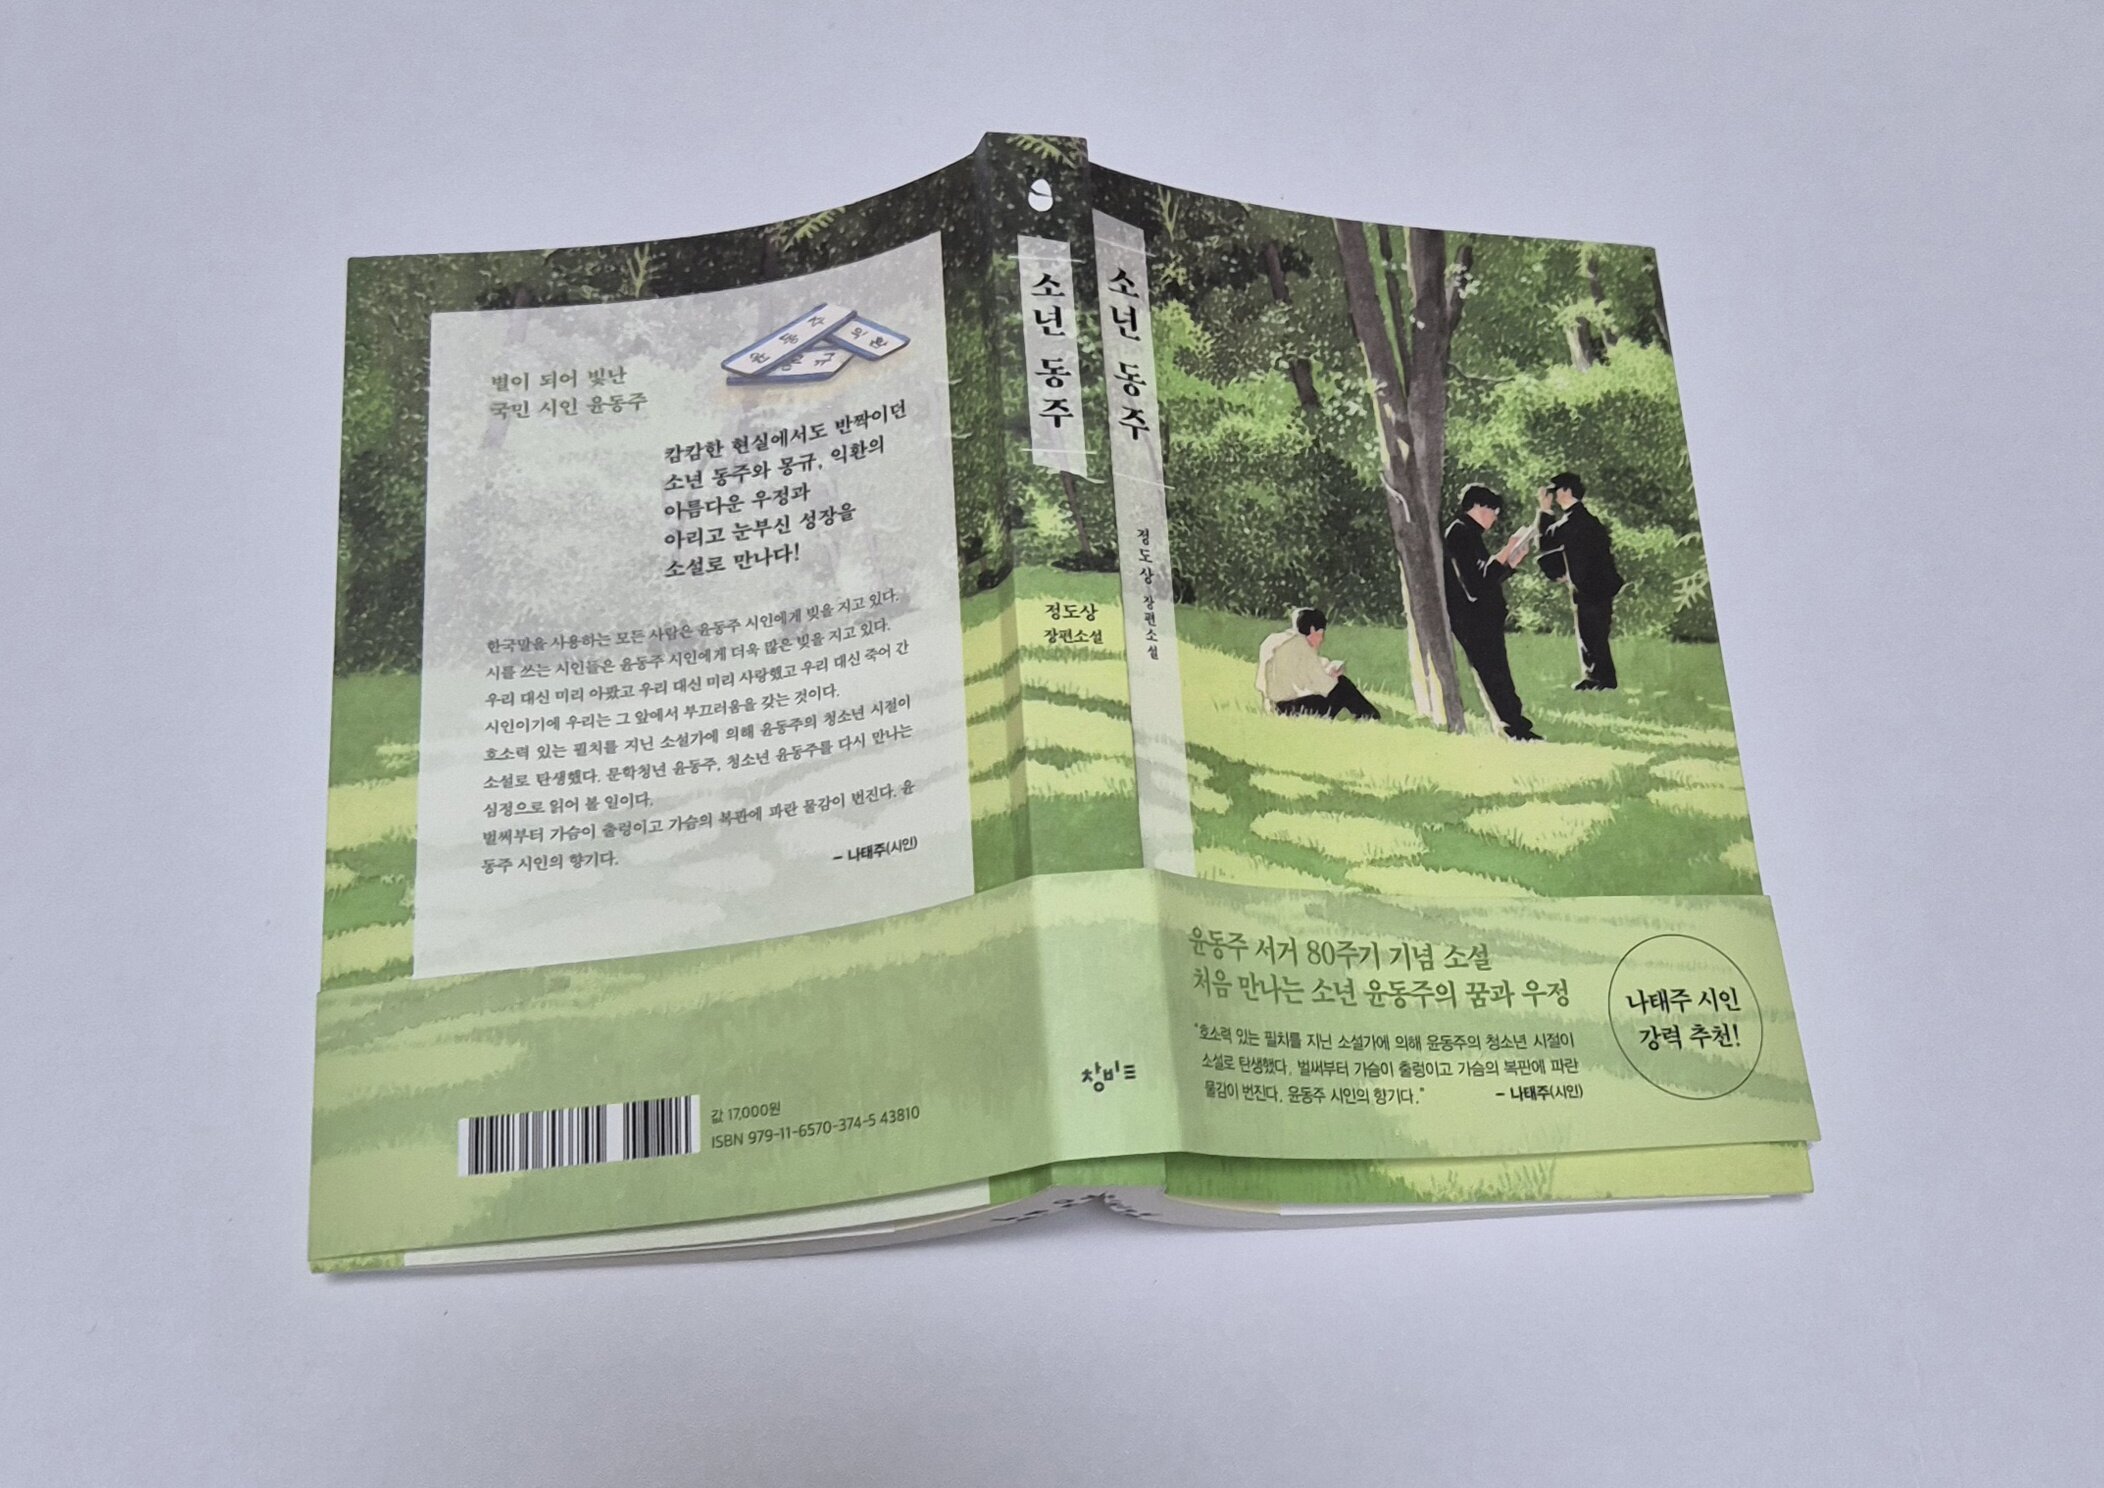 별이 되어 빛난
국민 시인 윤동주
캄캄한 현실에서도 반짝이던
소년 동주와 몽규, 익환의
아름다운 우정과
아리고 눈부신 성장을
소설로 만나다!
한국말을 사용하는 모든 사람은 윤동주 시인에게 빚을 지고 있다.
시를 쓰는 시인들은 윤동주 시인에게 더욱 많은 빚을 지고 있다.
우리 대신 미리 아팠고 우리 대신 미리 사랑했고 우리 대신 죽어 간
시인이기에 우리는 그 앞에서 부끄러움을 갖는 것이다.
호소력 있는 필치를 지닌 소설가에 의해 윤동주의 청소년 시절이
소설로 탄생했다. 문학청년 윤동주, 청소년 윤동주를 다시 만나는
심정으로 읽어 볼 일이다.
벌써부터 가슴이 출렁이고 가슴의 복판에 파란 물감이 번진다. 윤
동주 시인의 향기다.
– 나태주(시인)
값 17,000원
ISBN 979-11-6570-374-5 43810
소년 동주
정도상
장편소설
창비
소년 동주
정도상 장편소설
윤동주 서거 80주기 기념 소설
처음 만나는 소년 윤동주의 꿈과 우정
“호소력 있는 필치를 지닌 소설가에 의해 윤동주의 청소년 시절이
소설로 탄생했다. 벌써부터 가슴이 출렁이고 가슴의 복판에 파란
물감이 번진다. 윤동주 시인의 향기다.”
– 나태주(시인)
나태주 시인
강력 추천!